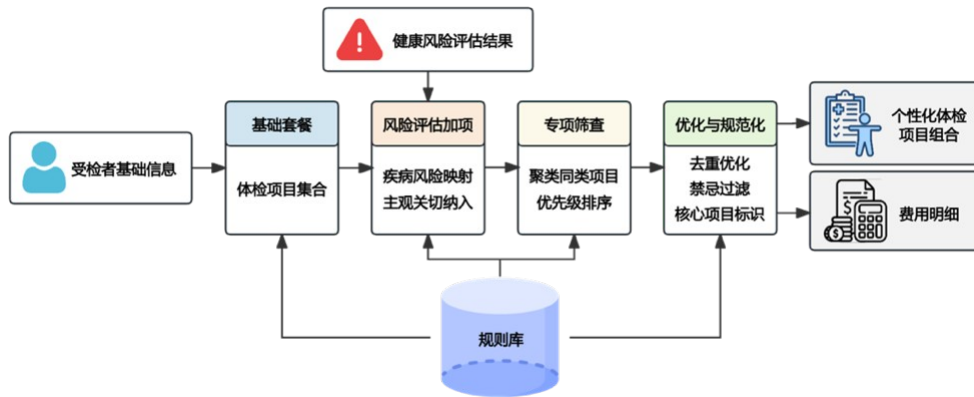 健康风险评估结果
受检者基础信息
基础套餐
体检项目集合
风险评估加项
疾病风险映射
主观关切纳入
专项筛查
聚类同类项目
优先级排序
优化与规范化
去重优化
禁忌过滤
核心项目标识
个性化体检
项目组合
费用明细
规则库